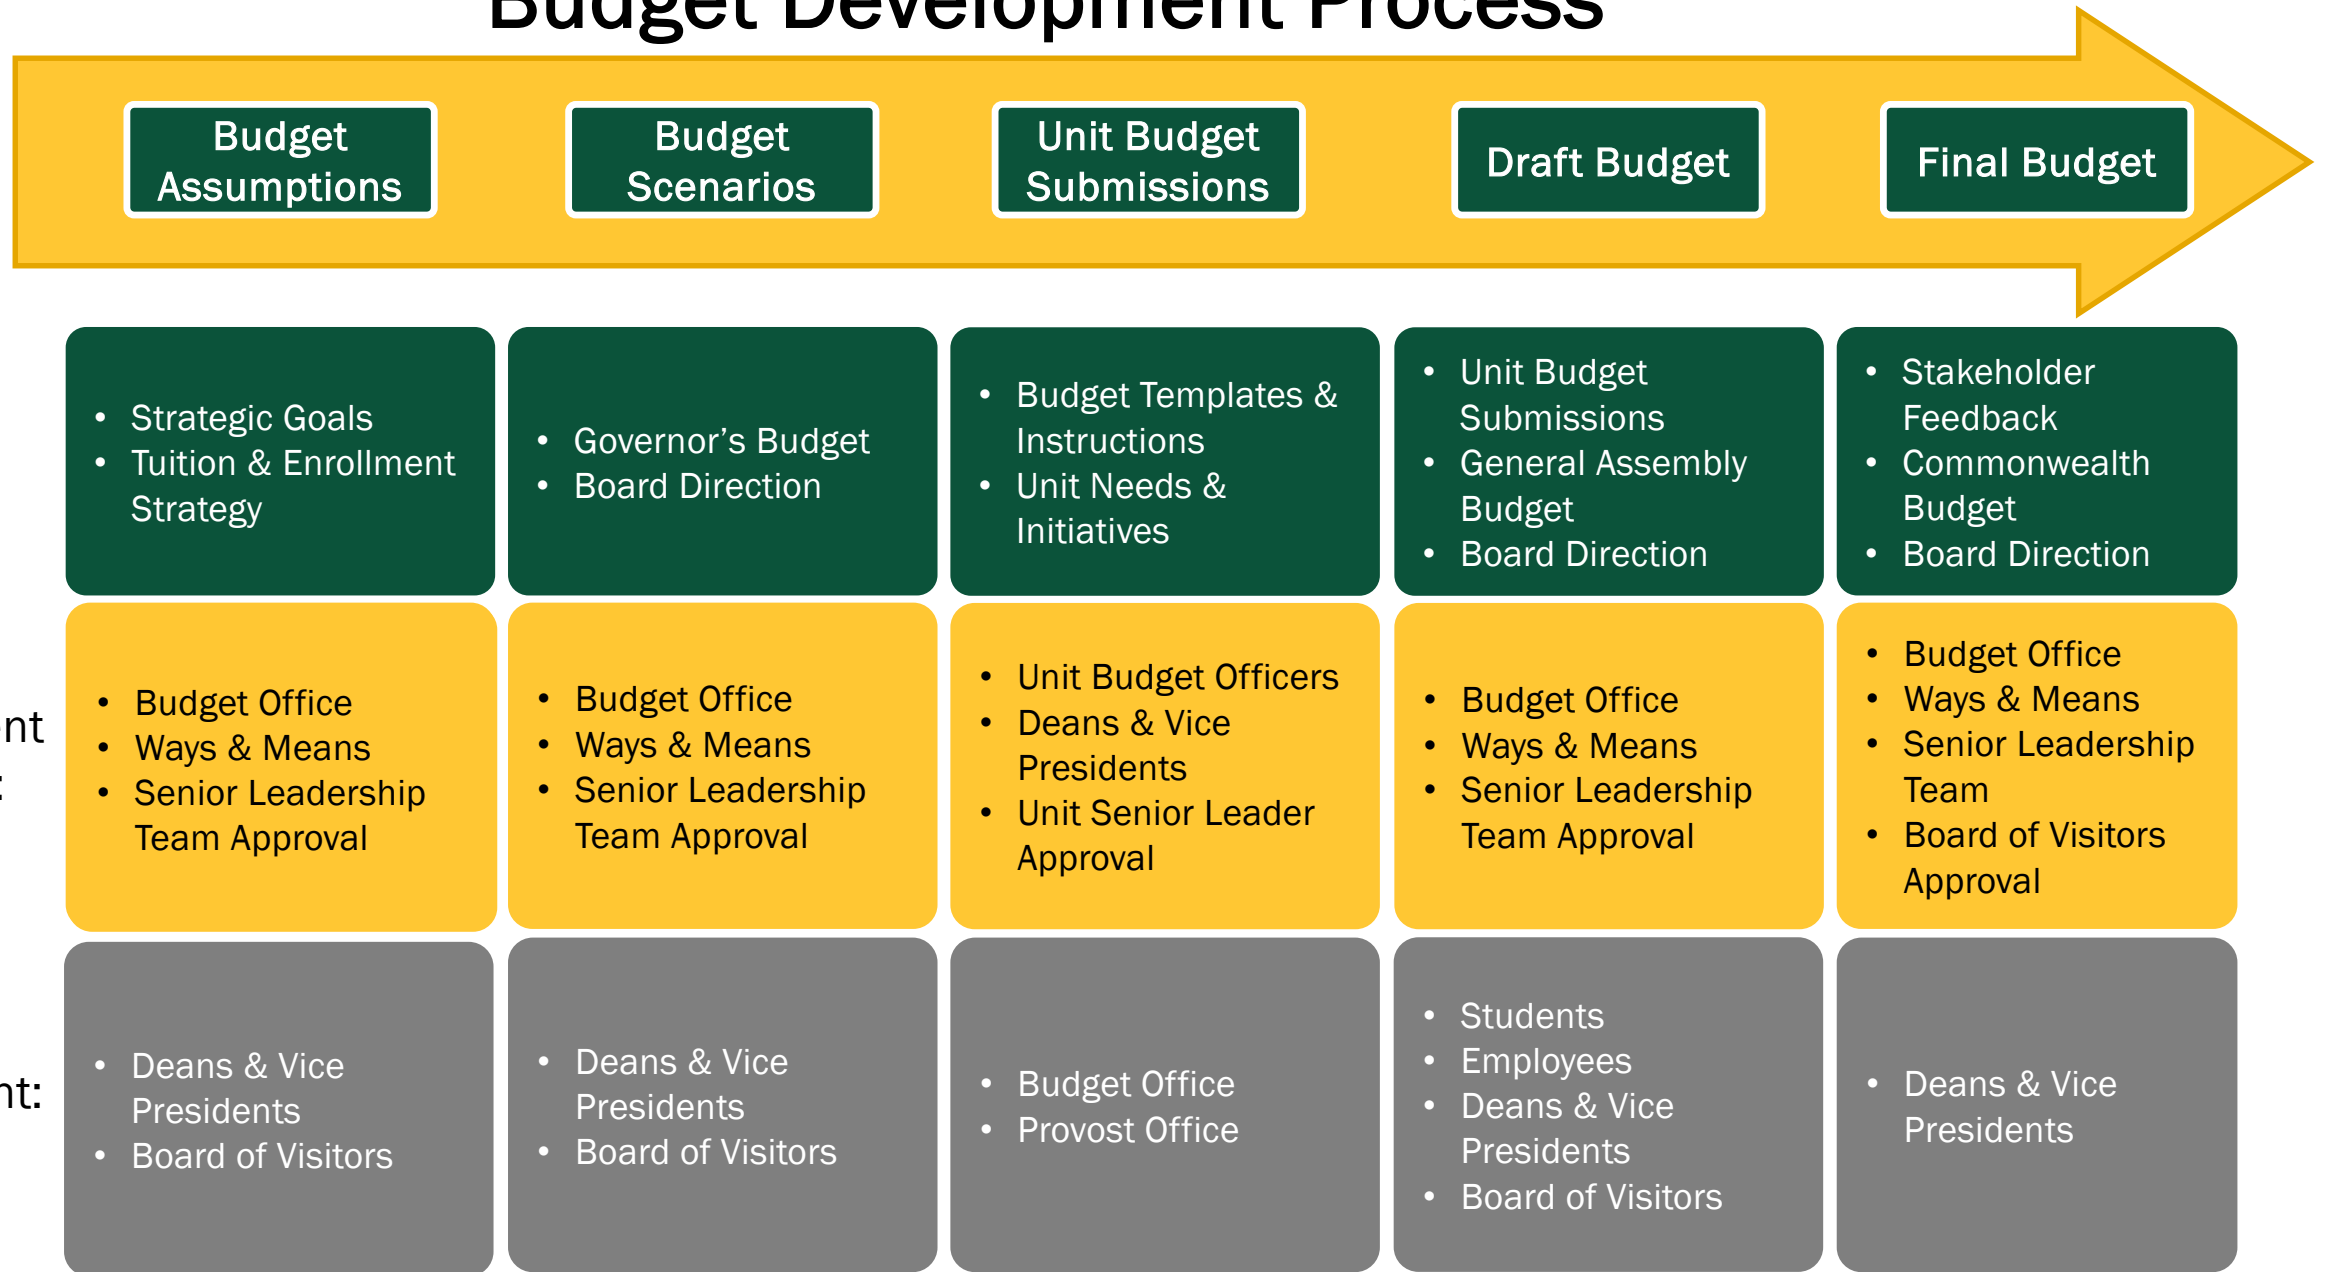 Budget Development Process
Budget
Assumptions
Budget
Scenarios
Unit Budget
Submissions
Draft Budget
Final Budget
• Strategic Goals
• Tuition & Enrollment
Strategy
• Governor’s Budget
• Board Direction
• Budget Templates &
Instructions
• Unit Needs &
Initiatives
• Unit Budget
Submissions
• General Assembly
Budget
• Board Direction
• Stakeholder
Feedback
• Commonwealth
Budget
• Board Direction
nt
:
• Budget Office
• Ways & Means
• Senior Leadership
Team Approval
• Budget Office
• Ways & Means
• Senior Leadership
Team Approval
• Unit Budget Officers
• Deans & Vice
Presidents
• Unit Senior Leader
Approval
• Budget Office
• Ways & Means
• Senior Leadership
Team Approval
• Budget Office
• Ways & Means
• Senior Leadership
Team
• Board of Visitors
Approval
nt:
• Deans & Vice
Presidents
• Board of Visitors
• Deans & Vice
Presidents
• Board of Visitors
• Budget Office
• Provost Office
• Students
• Employees
• Deans & Vice
Presidents
• Board of Visitors
• Deans & Vice
Presidents